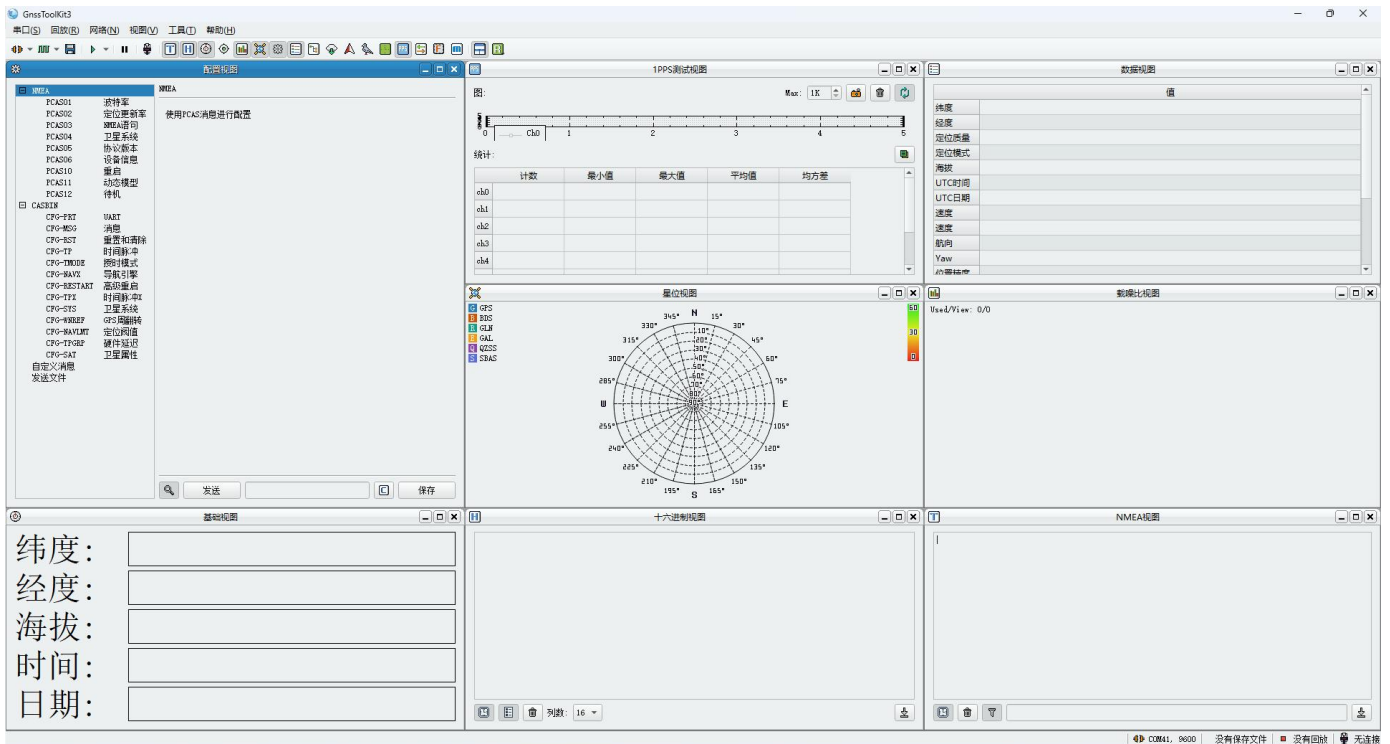 GnssToolKit3
串口(S) 回放(R) 网络(N) 视图(V) 工具(T) 帮助(H)
配置视图
NMEA
PCAS01 波特率
PCAS02 定位更新率
PCAS03 NMEA语句
PCAS04 卫星系统
PCAS05 协议版本
PCAS06 设备信息
PCAS10 重启
PCAS11 动态模型
PCAS12 待机
CASBIN
CFG-PRT UART
CFG-MSG 消息
CFG-RST 重置和清除
CFG-TP 时间脉冲
CFG-TMODE 授时模式
CFG-NAVX 导航引擎
CFG-RESTART 高级重启
CFG-TPX 时间脉冲X
CFG-SYS 卫星系统
CFG-WNREF GPS周翻转
CFG-NAVLMT 定位阈值
CFG-TPGRP 硬件延迟
CFG-SAT 卫星属性
自定义消息
发送文件
NMEA
使用PCAS消息进行配置
发送
C
保存
1PPS测试视图
图:
Max: 1K
0 Ch0 1 2 3 4 5
统计:
计数 最小值 最大值 平均值 均方差
ch0
ch1
ch2
ch3
ch4
数据视图
值
纬度
经度
定位质量
定位模式
海拔
UTC时间
UTC日期
速度
速度
航向
Yaw
位置精度
星位视图
G GPS
B BDS
R GLN
E GAL
Q QZSS
S SBAS
N
345° 15°
330° 30°
315° 45°
300° 60°
285° 75°
W E
255° 105°
240° 120°
225° 135°
210° 150°
195° S 165°
10°
20°
30°
40°
50°
60°
70°
80°
90°
60
30
0
载噪比视图
Used/View: 0/0
基础视图
纬度:
经度:
海拔:
时间:
日期:
十六进制视图
列数: 16
NMEA视图
COM41, 9600 没有保存文件 没有回放 无连接